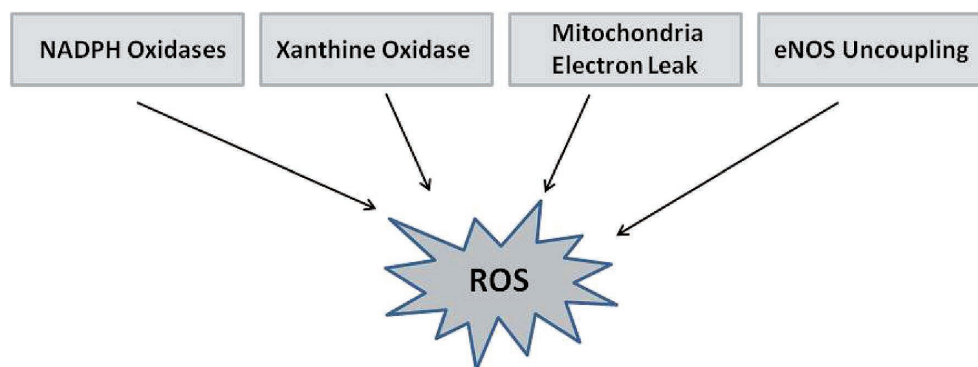 NADPH Oxidases
Xanthine Oxidase
Mitochondria
Electron Leak
eNOS Uncoupling
ROS